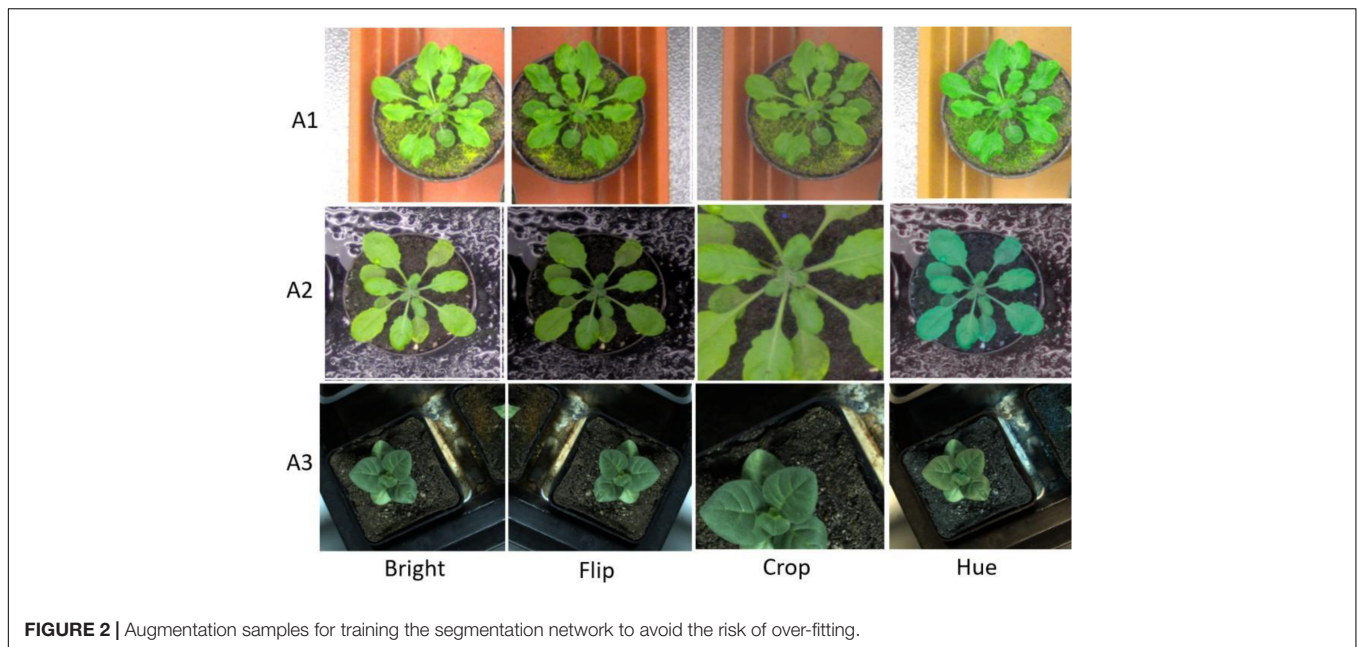 A1
A2
A3
Bright Flip Crop Hue
FIGURE 2 | Augmentation samples for training the segmentation network to avoid the risk of over-fitting.